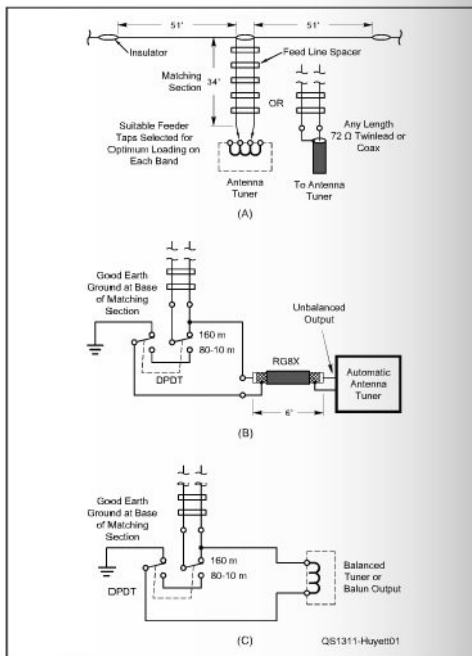 51'
51'
Insulator
Feed Line Spacer
Matching
Section
34'
OR
Suitable Feeder
Taps Selected for
Optimum Loading on
Each Band
Any Length
72 Ω Twinlead or
Coax
Antenna
Tuner
To Antenna
Tuner
(A)
Good Earth
Ground at Base
of Matching
Section
160 m
80-10 m
DPDT
Unbalanced
Output
RG8X
Automatic
Antenna
Tuner
6'
(B)
Good Earth
Ground at Base
of Matching
Section
160 m
80-10 m
DPDT
Balanced
Tuner or
Balun Output
(C)
QS1311-Huyett01